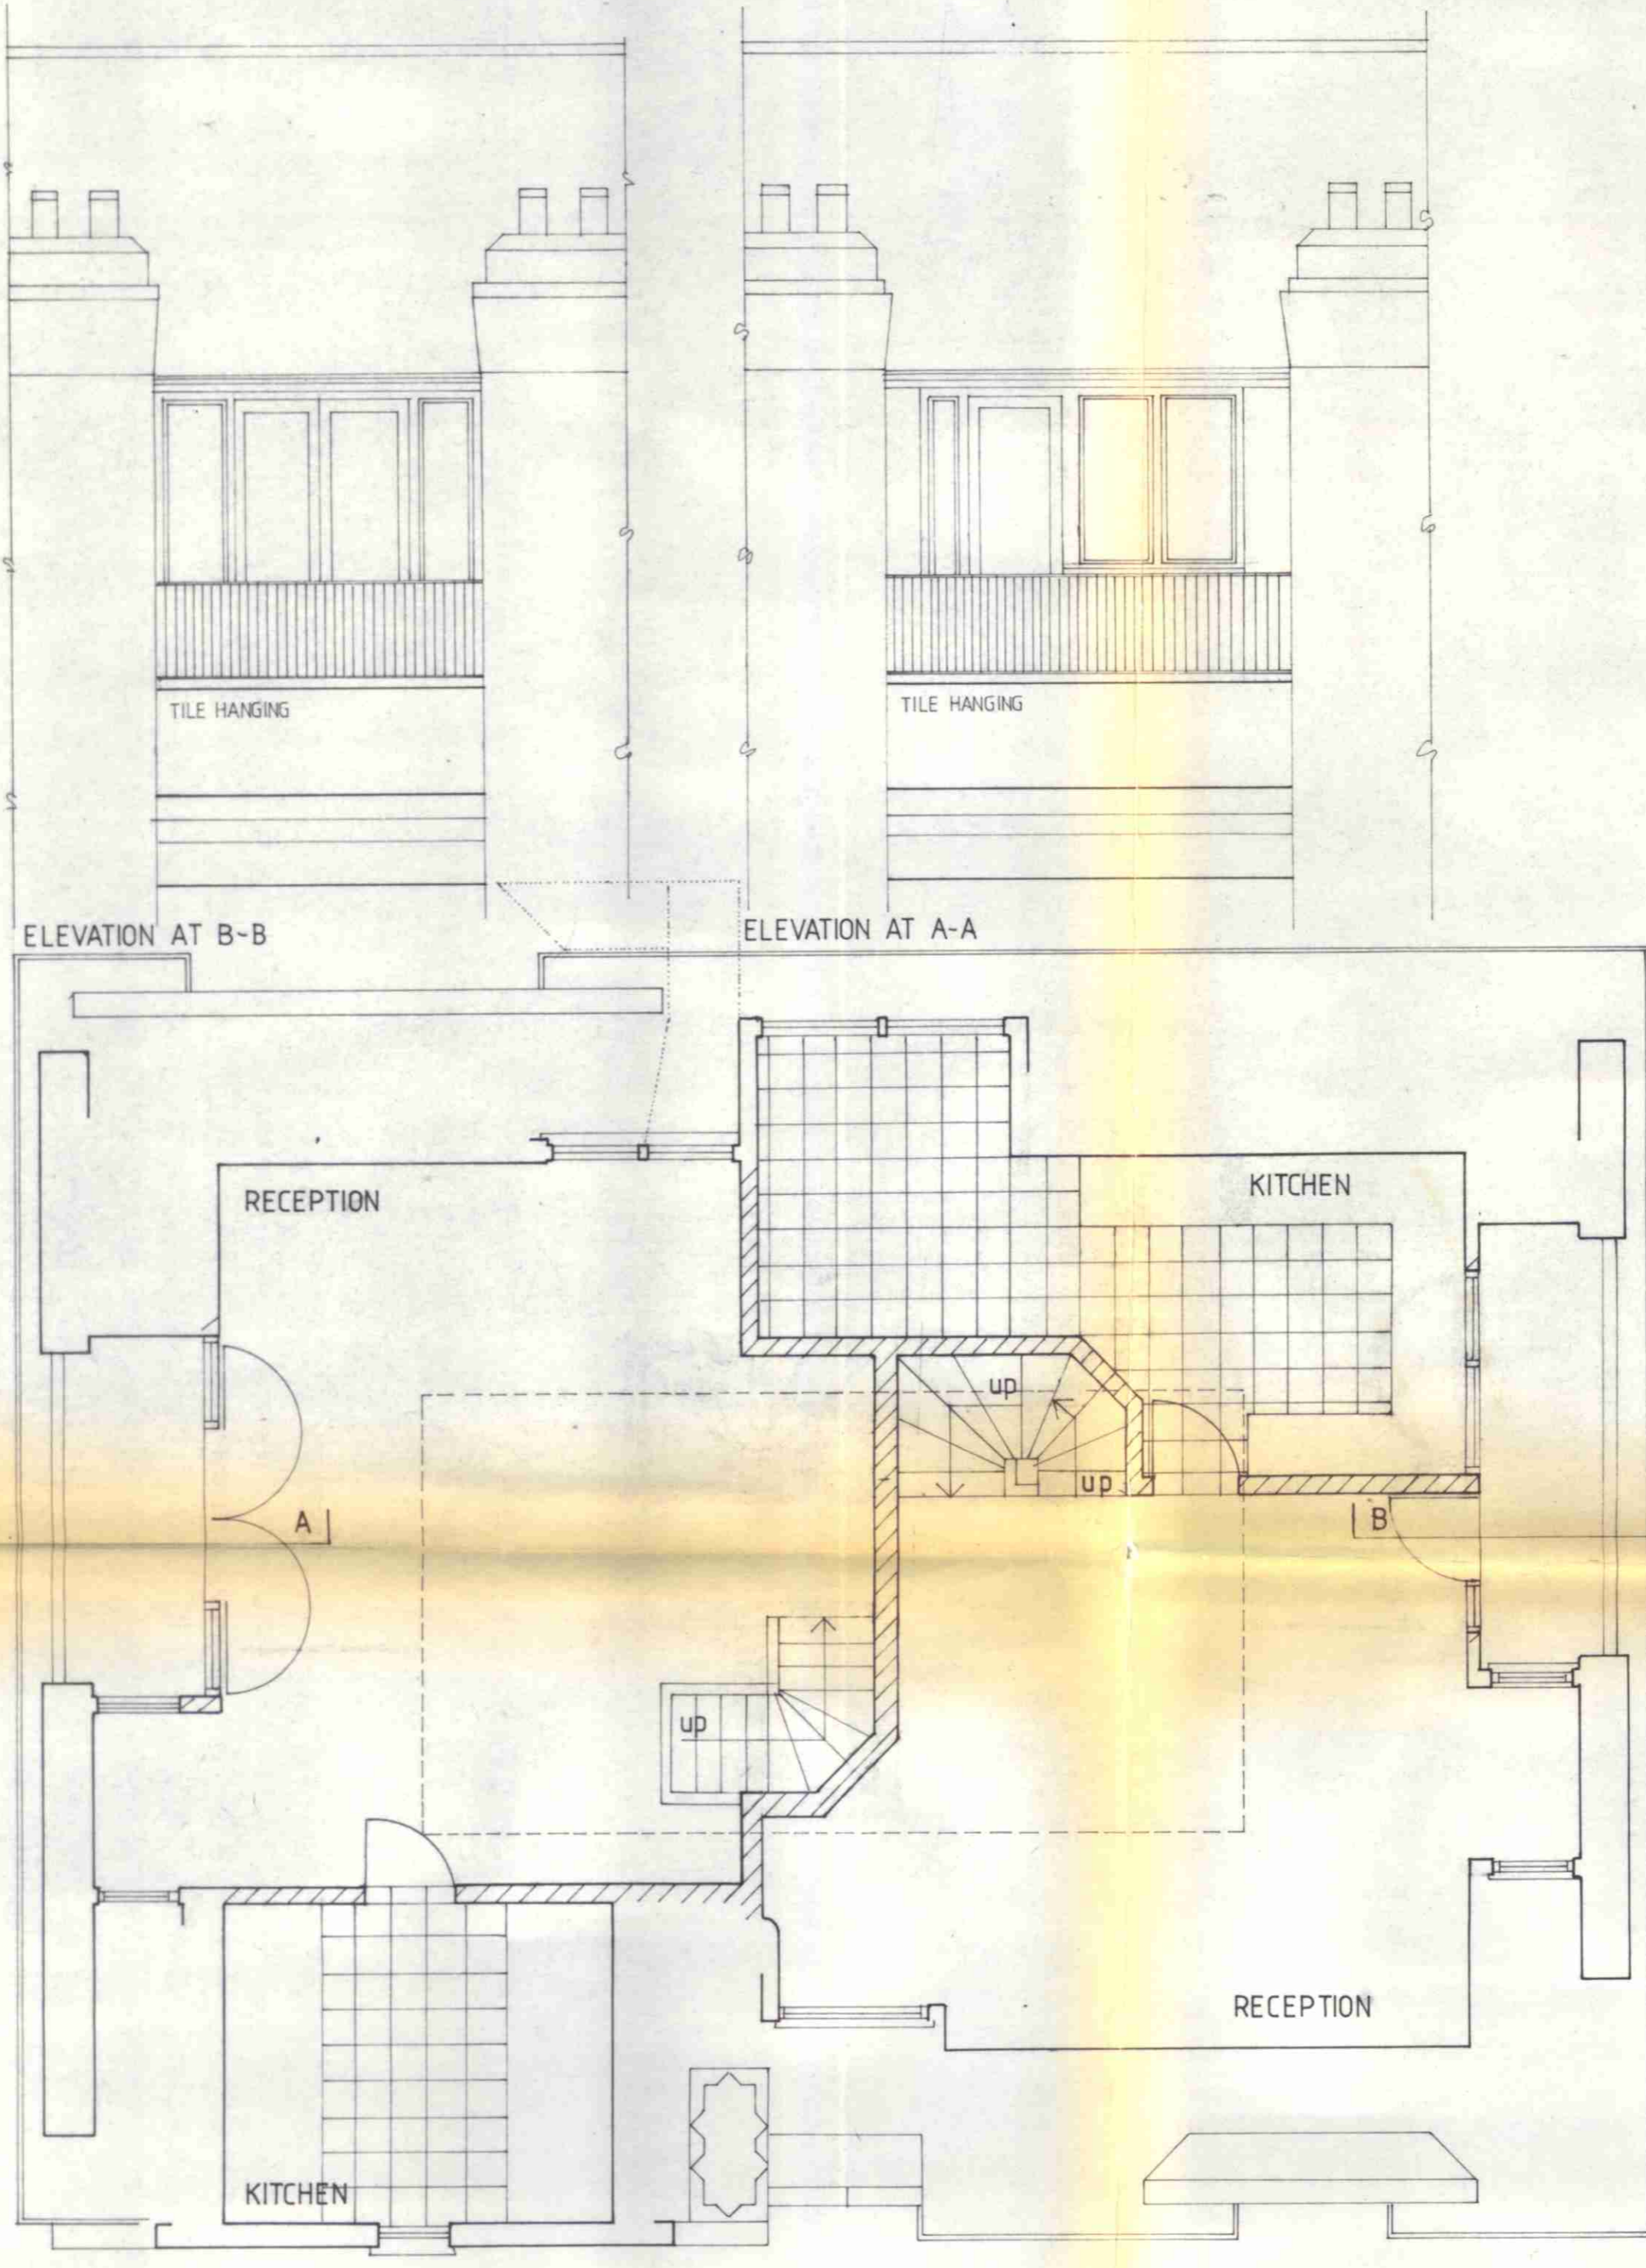 TILE HANGING
TILE HANGING
ELEVATION AT B-B
ELEVATION AT A-A
RECEPTION
KITCHEN
up
up
A
B
up
RECEPTION
KITCHEN